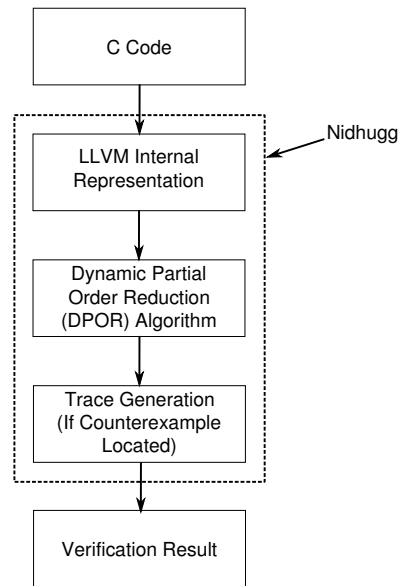 C Code
Nidhugg
LLVM Internal
Representation
Dynamic Partial
Order Reduction
(DPOR) Algorithm
Trace Generation
(If Counterexample
Located)
Verification Result